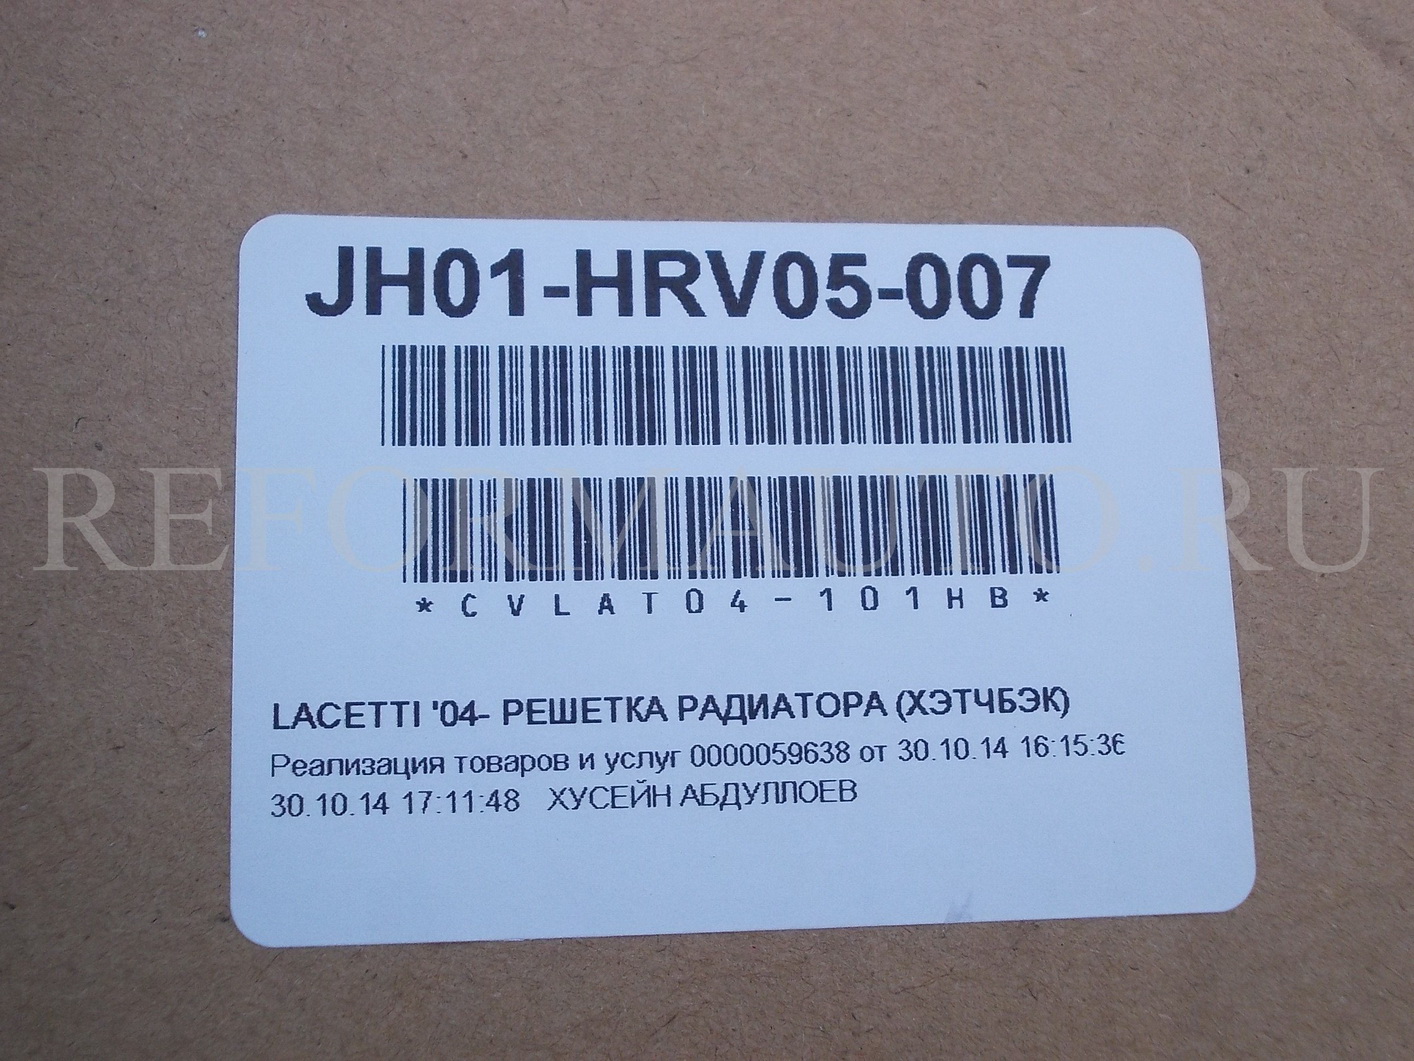 JH01-HRV05-007
REFORMAUTO.RU
*CVLAT04-101HB*
LACETTI '04- РЕШЕТКА РАДИАТОРА (ХЭТЧБЭК)
Реализация товаров и услуг 0000059638 от 30.10.14 16:15:36
30.10.14 17:11:48 ХУСЕЙН АБДУЛЛОЕВ